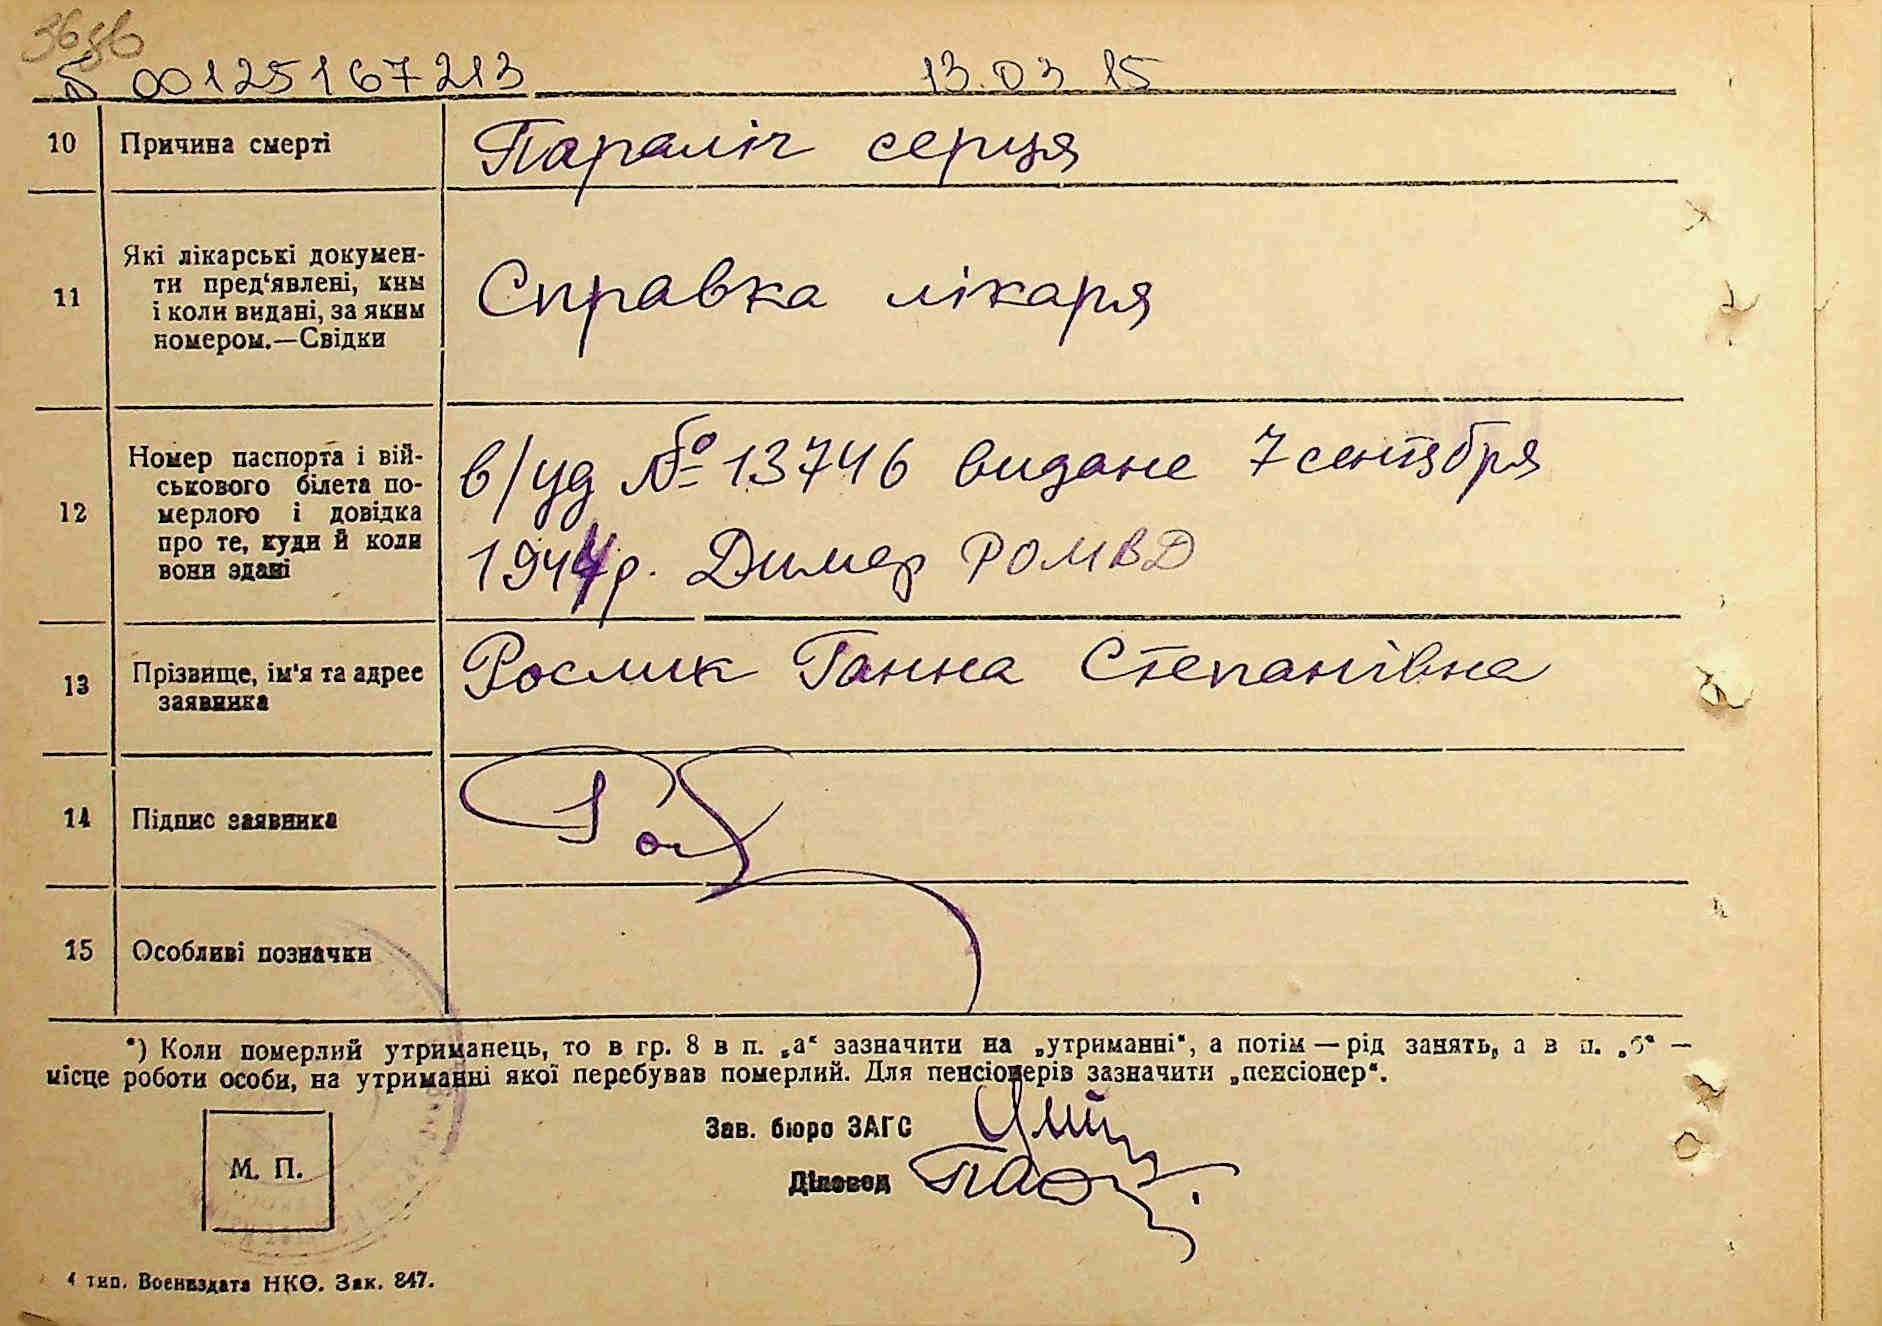 00125167213 13.03 15
10 Причина смерті Параліч серця
11 Які лікарські докумен-
ти пред'явлені, ким
і коли видані, за яким
номером.—Свідки
Справка лікаря
12 Номер паспорта і вій-
ськового білета по-
мерлого і довідка
про те, куди й коли
вони здані
в/уд № 13746 видане 7 сентября
1944р. Димер РОМВД
13 Прізвище, ім'я та адрес
заявника
Рослик Ганна Степанівна
14 Підпис заявника
15 Особливі позначки
*) Коли померлий утриманець, то в гр. 8 в п. „а“ зазначити на „утриманні“, а потім — рід занять, а в п. „б“ —
місце роботи особи, на утриманні якої перебував померлий. Для пенсіонерів зазначити „пенсіонер“.
Зав. бюро ЗАГС
Діловод
М. П.
4 тип. Воениздата НКО. Зак. 847.